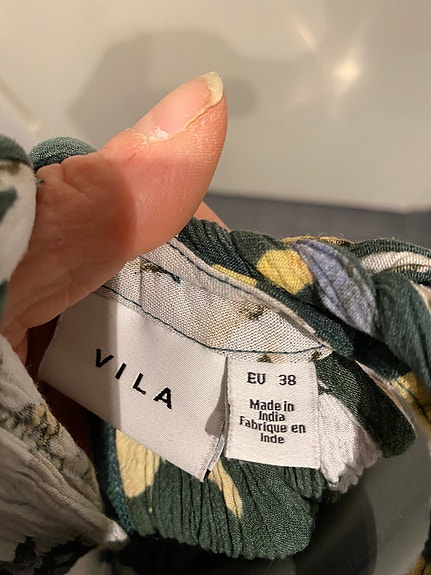 VILA
EU 38
Made in
India
Fabrique en
Inde